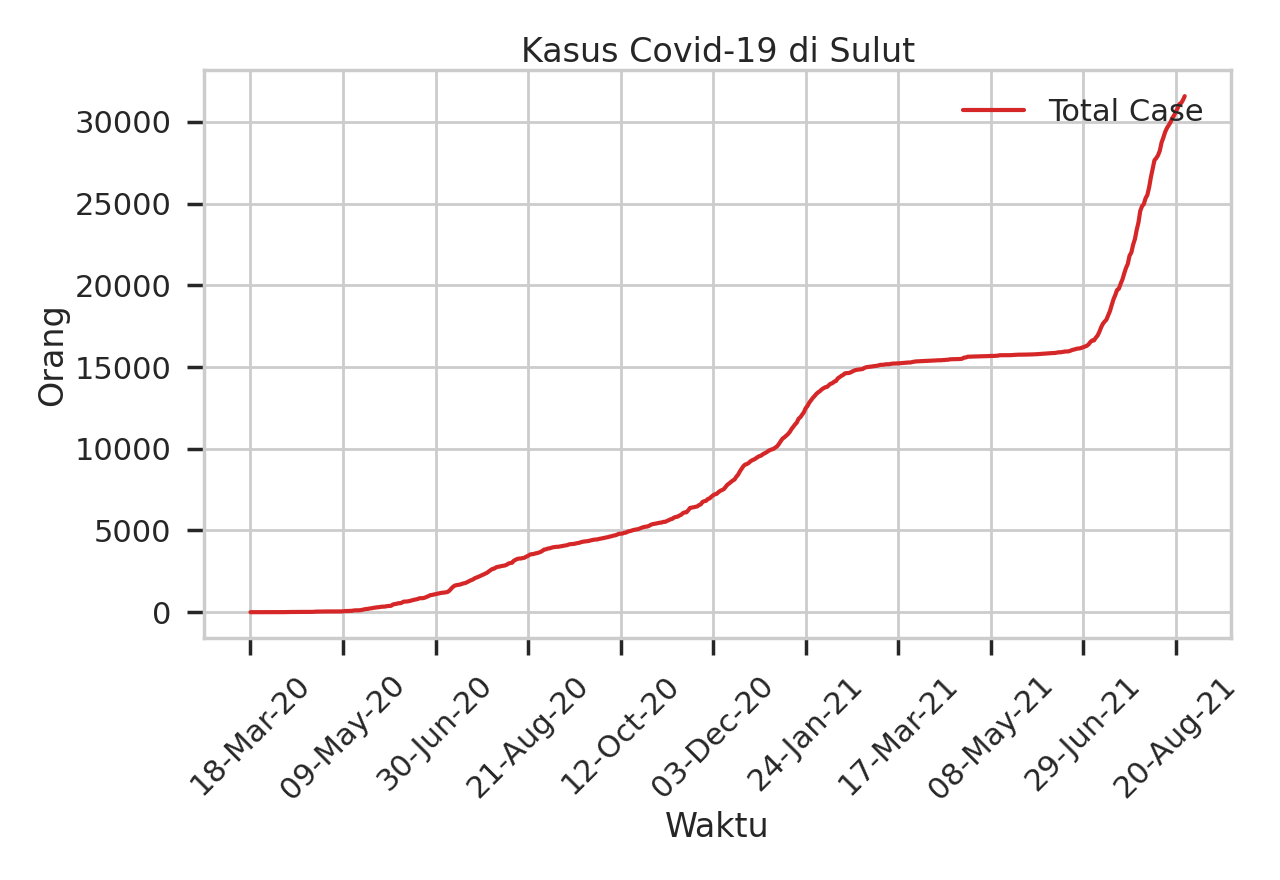 Kasus Covid-19 di Sulut
Total Case
Orang
30000
25000
20000
15000
10000
5000
0
18-Mar-20
09-May-20
30-Jun-20
21-Aug-20
12-Oct-20
03-Dec-20
24-Jan-21
17-Mar-21
08-May-21
29-Jun-21
20-Aug-21
Waktu